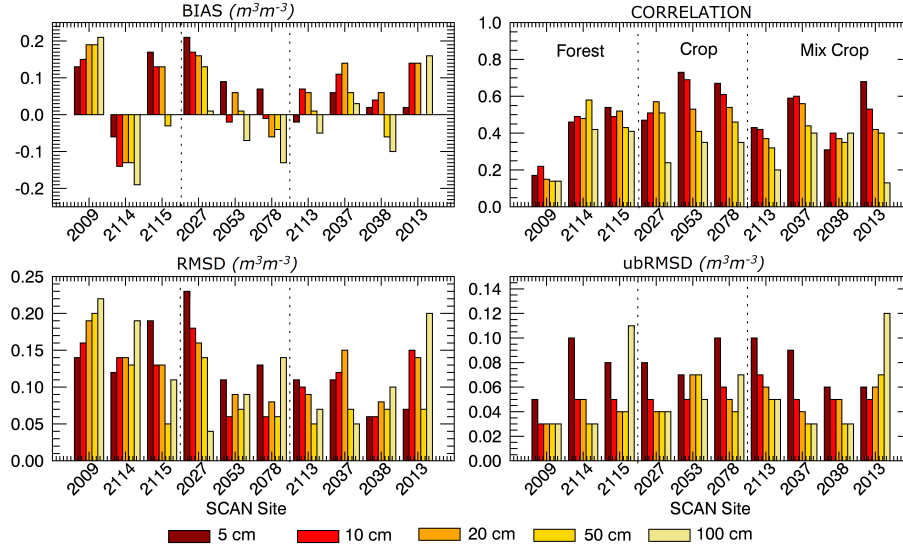 BIAS (m³m⁻³)
0.2
0.1
0.0
-0.1
-0.2
2009 2114 2115 2027 2053 2078 2113 2037 2038 2013
CORRELATION
1.0
0.8
0.6
0.4
0.2
0.0
Forest Crop Mix Crop
2009 2114 2115 2027 2053 2078 2113 2037 2038 2013
RMSD (m³m⁻³)
0.25
0.20
0.15
0.10
0.05
0.00
2009 2114 2115 2027 2053 2078 2113 2037 2038 2013
SCAN Site
ubRMSD (m³m⁻³)
0.14
0.12
0.10
0.08
0.06
0.04
0.02
0.00
2009 2114 2115 2027 2053 2078 2113 2037 2038 2013
SCAN Site
5 cm 10 cm 20 cm 50 cm 100 cm